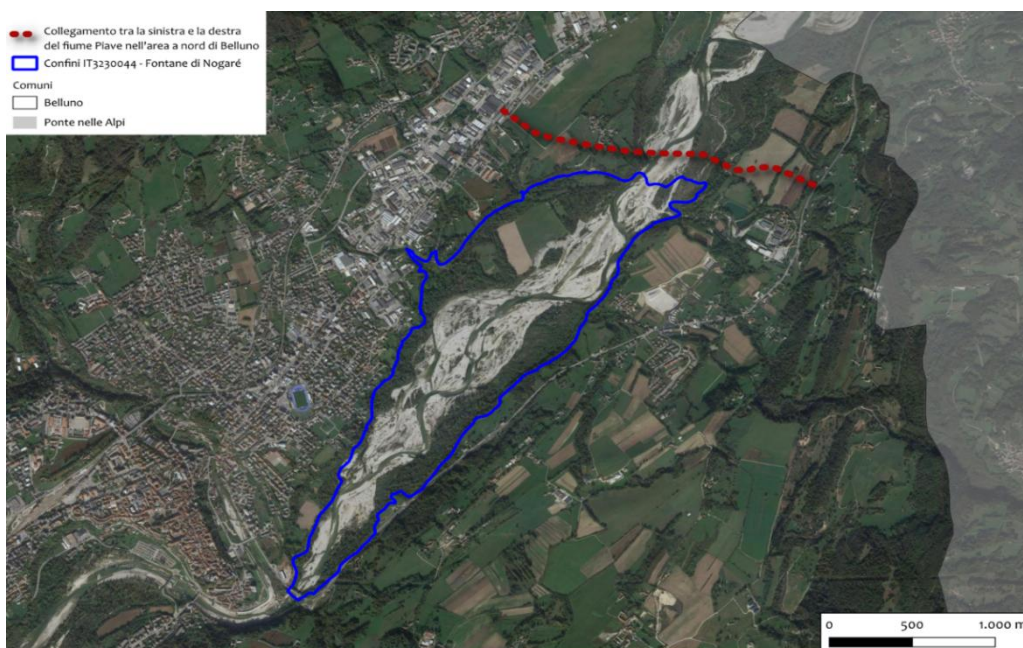 Collegamento tra la sinistra e la destra
del fiume Piave nell'area a nord di Belluno
Confini IT3230044 - Fontane di Nogaré
Comuni
Belluno
Ponte nelle Alpi
0 500 1.000 m